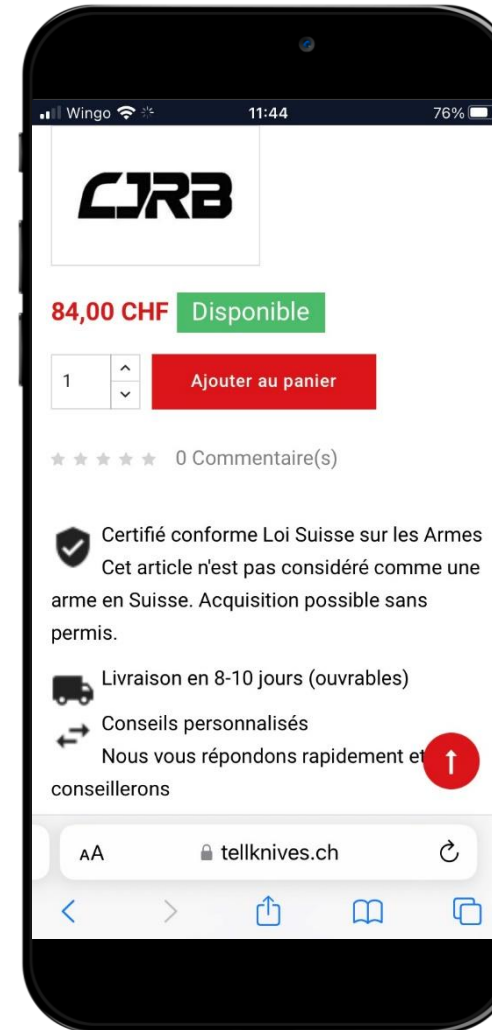 Wingo 11:44 76%
CJRB
84,00 CHF Disponible
1 Ajouter au panier
0 Commentaire(s)
Certifié conforme Loi Suisse sur les Armes
Cet article n'est pas considéré comme une
arme en Suisse. Acquisition possible sans
permis.
Livraison en 8-10 jours (ouvrables)
Conseils personnalisés
Nous vous répondons rapidement et
conseillerons
AA tellknives.ch